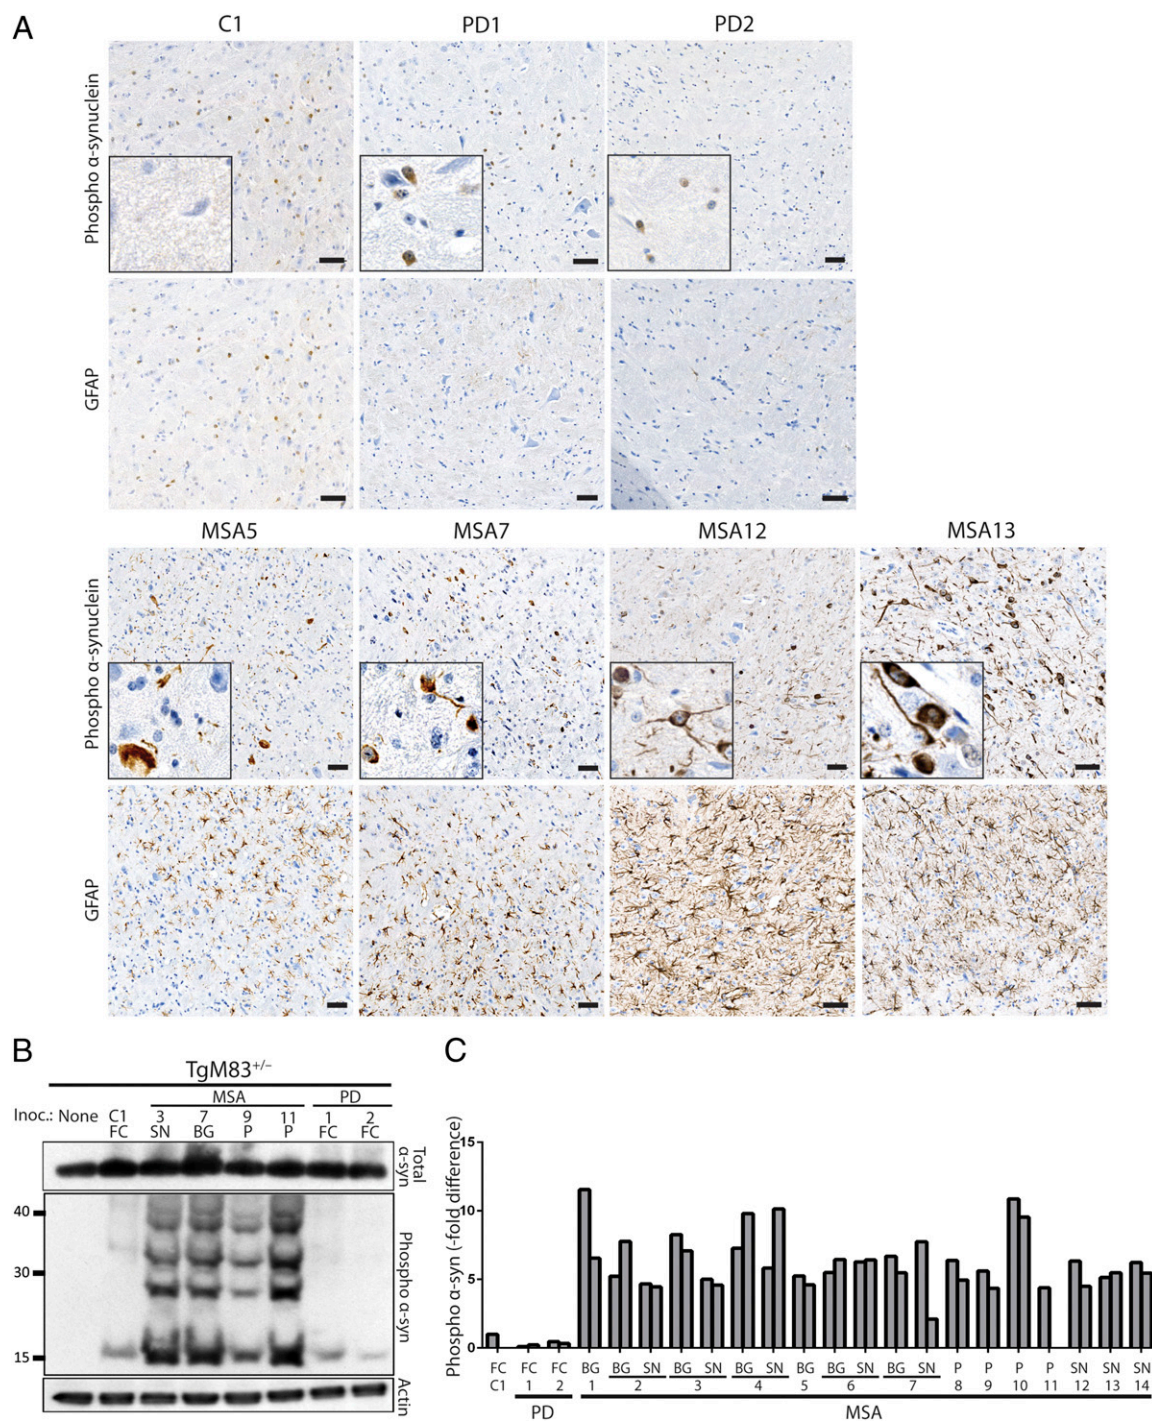 A
C1 PD1 PD2
Phospho α-synuclein
GFAP
MSA5 MSA7 MSA12 MSA13
Phospho α-synuclein
GFAP
B
TgM83+/–
MSA PD
Inoc.: None C1 3 7 9 11 1 2
FC SN BG P P FC FC
Total
α-syn
40
30
15
Phospho α-syn
Actin
C
Phospho α-syn (-fold difference)
15
10
5
0
FC FC FC BG BG SN BG SN BG SN BG BG SN BG SN P P P P SN SN SN
C1 1 2 1 2 3 4 5 6 7 8 9 10 11 12 13 14
PD MSA